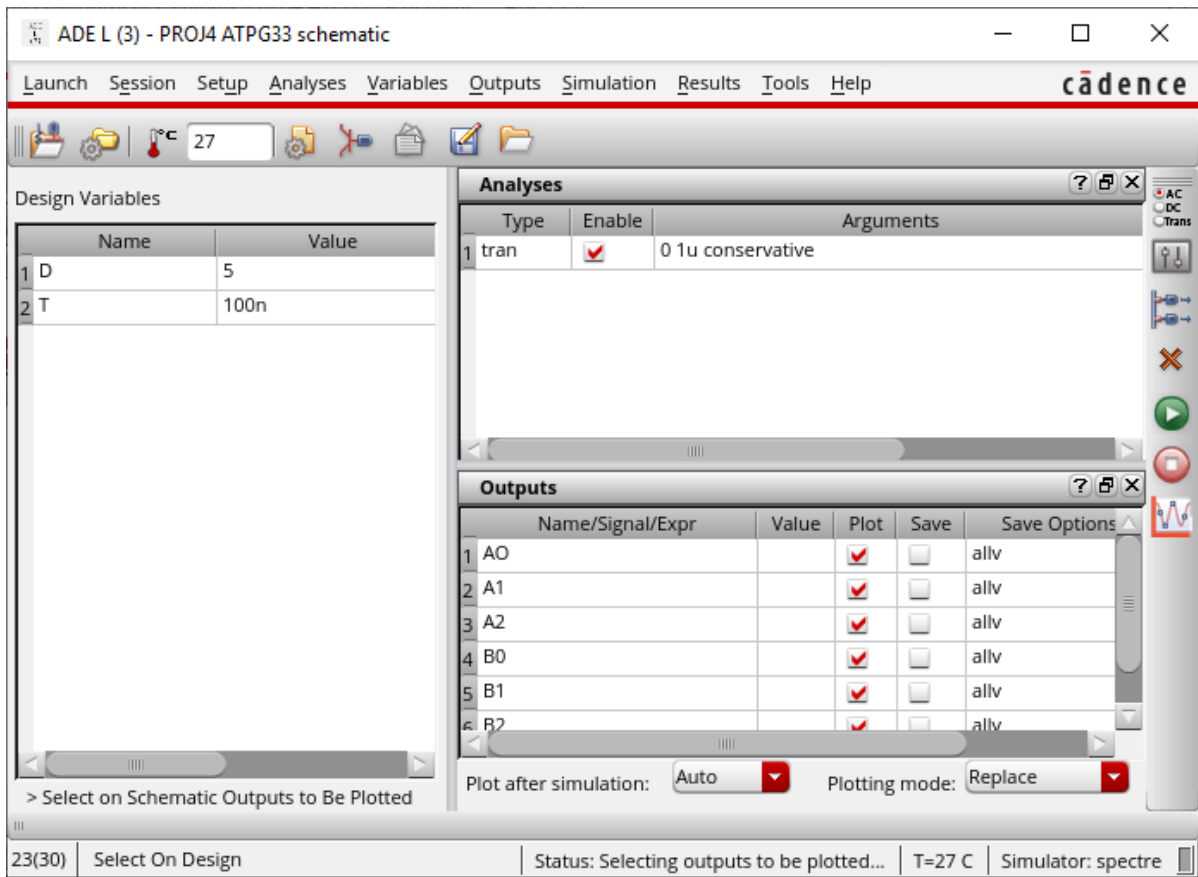 ADE L (3) - PROJ4 ATPG33 schematic
Launch Session Setup Analyses Variables Outputs Simulation Results Tools Help cādence
°C 27
Design Variables
Name Value
1 D 5
2 T 100n
Analyses
Type Enable Arguments
1 tran 0 1u conservative
AC
DC
Trans
Outputs
Name/Signal/Expr Value Plot Save Save Options
1 AO allv
2 A1 allv
3 A2 allv
4 B0 allv
5 B1 allv
6 B2 allv
> Select on Schematic Outputs to Be Plotted
Plot after simulation: Auto Plotting mode: Replace
23(30) Select On Design Status: Selecting outputs to be plotted... T=27 C Simulator: spectre